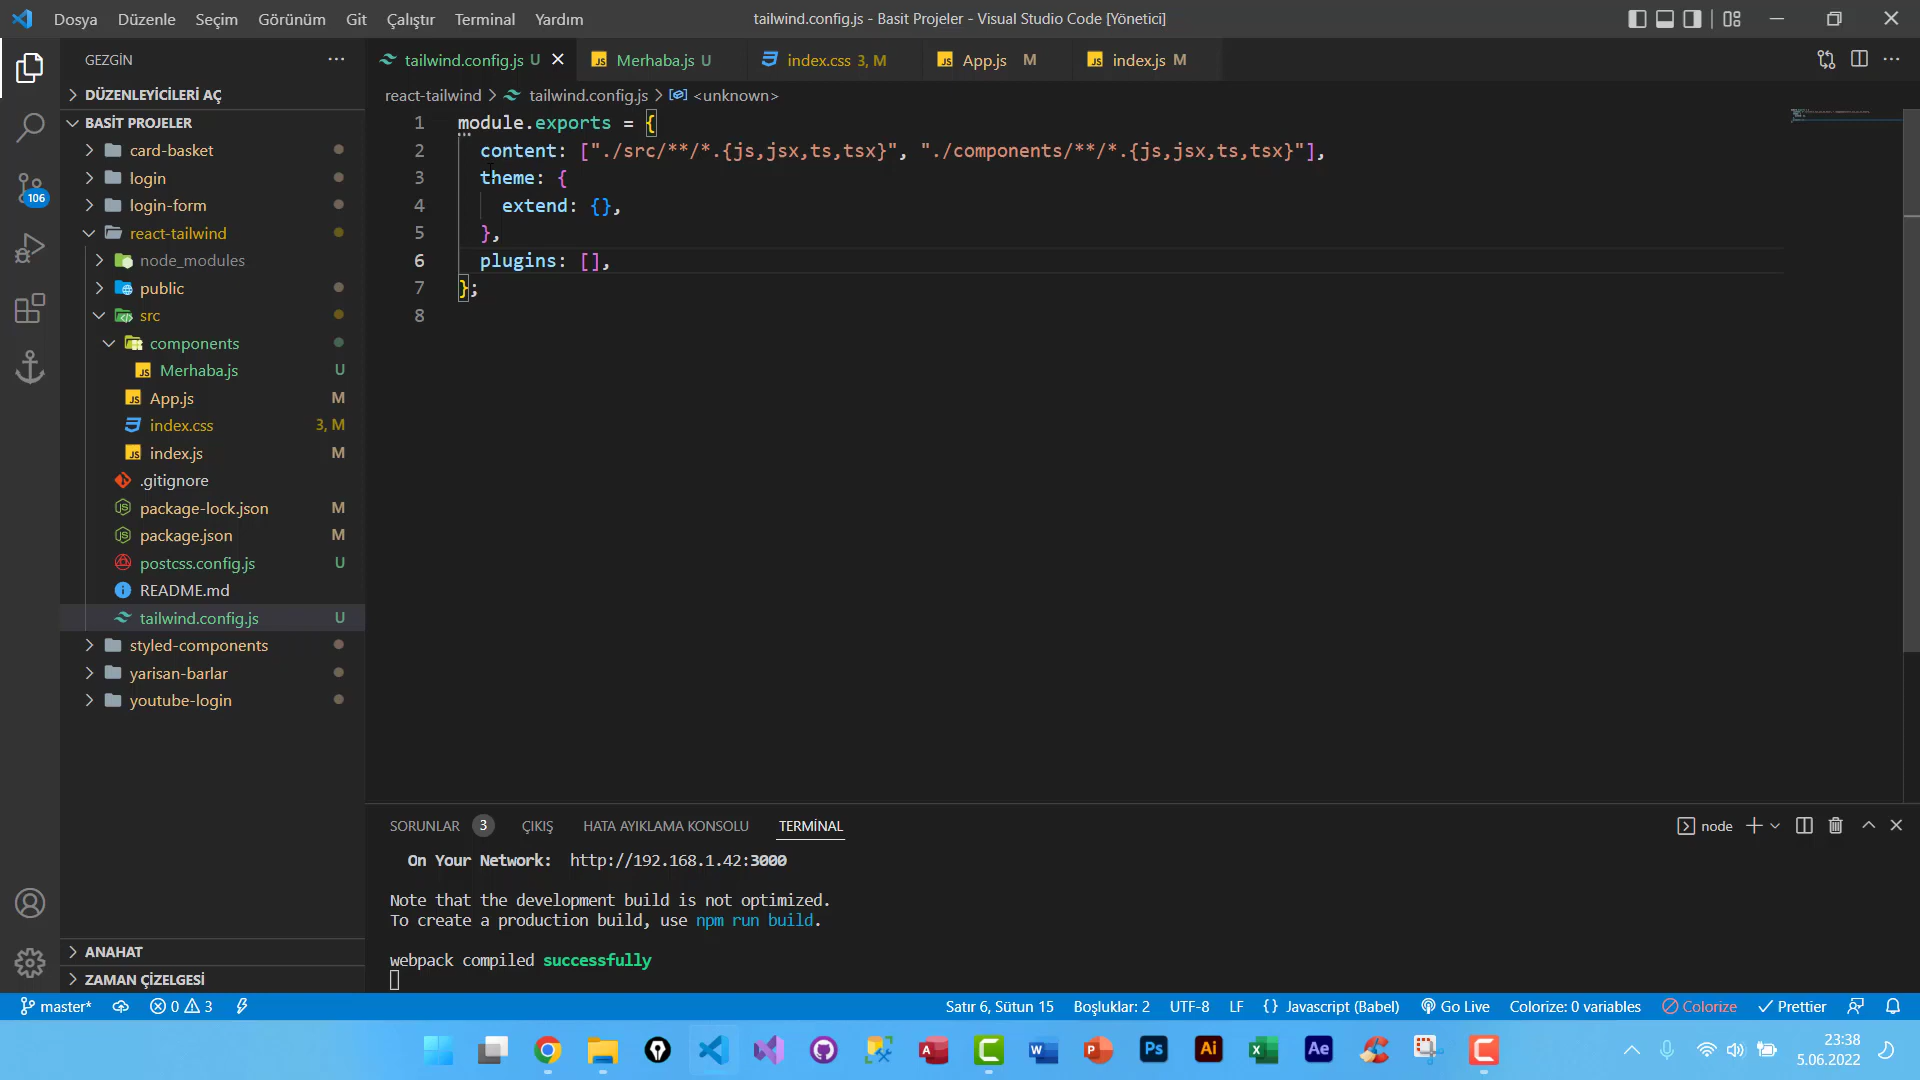 Dosya Düzenle Seçim Görünüm Git Çalıştır Terminal Yardım
tailwind.config.js - Basit Projeler - Visual Studio Code [Yönetici]
GEZGİN
tailwind.config.js U
Merhaba.js U
index.css 3, M
App.js M
index.js M
DÜZENLEYİCİLERİ AÇ
react-tailwind > tailwind.config.js > <unknown>
BASİT PROJELER
card-basket
login
login-form
react-tailwind
node_modules
public
src
components
Merhaba.js U
App.js M
index.css 3, M
index.js M
.gitignore
package-lock.json M
package.json M
postcss.config.js U
README.md
tailwind.config.js U
styled-components
yarisan-barlar
youtube-login
ANAHAT
ZAMAN ÇİZELGESİ
106
1 module.exports = {
2 content: ["./src/**/*.{js,jsx,ts,tsx}", "./components/**/*.{js,jsx,ts,tsx}"],
3 theme: {
4 extend: {},
5 },
6 plugins: [],
7 };
8
SORUNLAR 3 ÇIKIŞ HATA AYIKLAMA KONSOLU TERMİNAL
node
On Your Network: http://192.168.1.42:3000
Note that the development build is not optimized.
To create a production build, use npm run build.
webpack compiled successfully
master* 0 3
Satır 6, Sütun 15 Boşluklar: 2 UTF-8 LF {} Javascript (Babel) Go Live Colorize: 0 variables Colorize Prettier
A W P Ps Ai X Ae C
23:38
5.06.2022